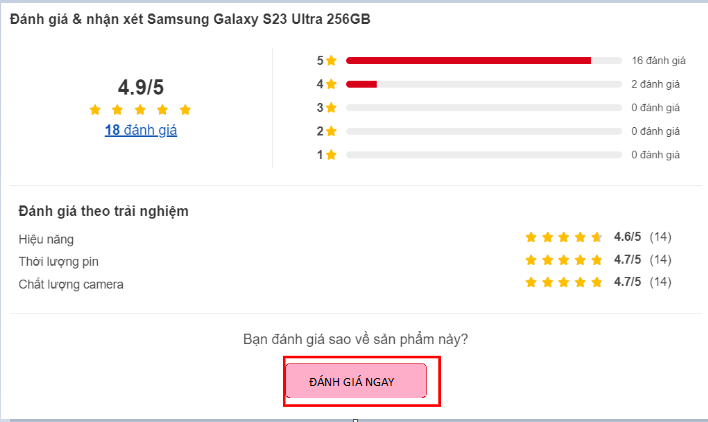 Đánh giá & nhận xét Samsung Galaxy S23 Ultra 256GB
4.9/5
18 đánh giá
5 16 đánh giá
4 2 đánh giá
3 0 đánh giá
2 0 đánh giá
1 0 đánh giá
Đánh giá theo trải nghiệm
Hiệu năng 4.6/5 (14)
Thời lượng pin 4.7/5 (14)
Chất lượng camera 4.7/5 (14)
Bạn đánh giá sao về sản phẩm này?
ĐÁNH GIÁ NGAY